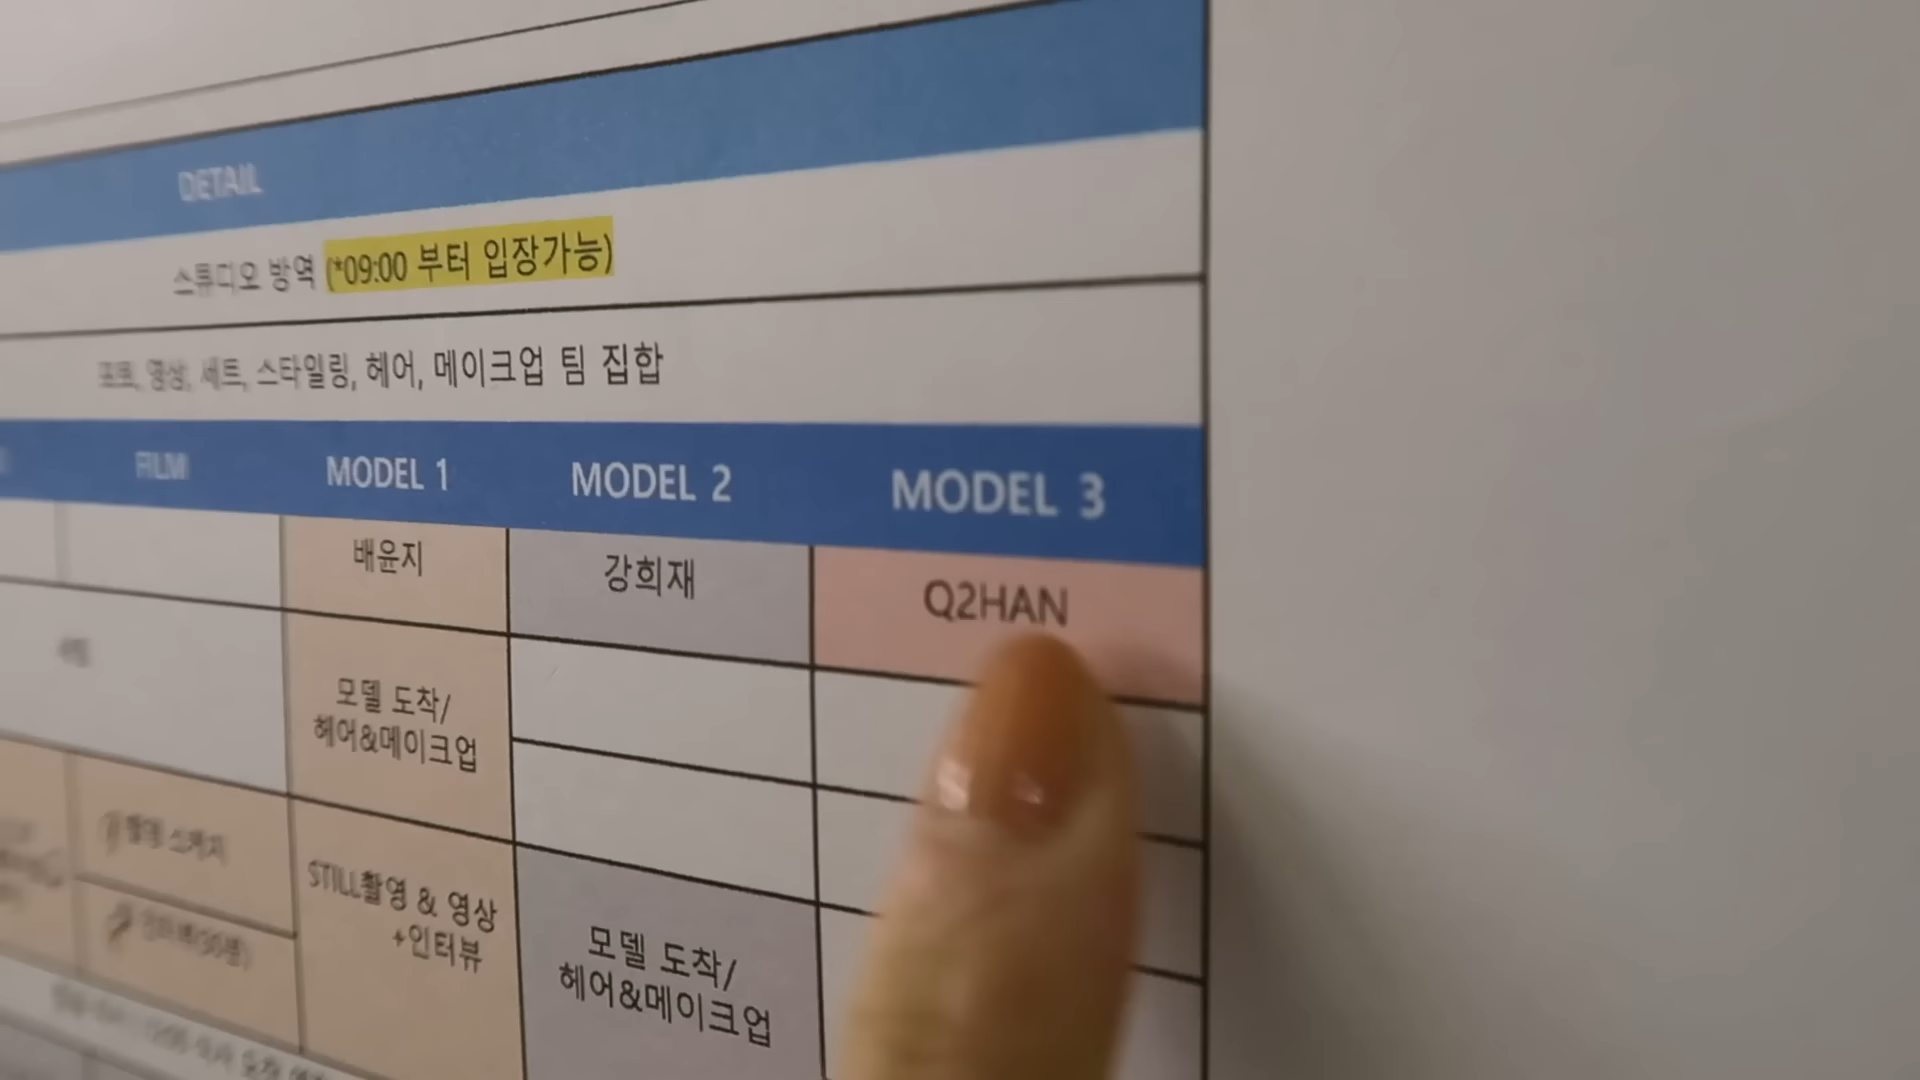 DETAIL
스튜디오 방역 (*09:00 부터 입장가능)
포토, 영상, 세트, 스타일링, 헤어, 메이크업 팀 집합
FILM
MODEL 1
MODEL 2
MODEL 3
배윤지
강희재
Q2HAN
모델 도착/
헤어&메이크업
STILL촬영 & 영상
+인터뷰
모델 도착/
헤어&메이크업